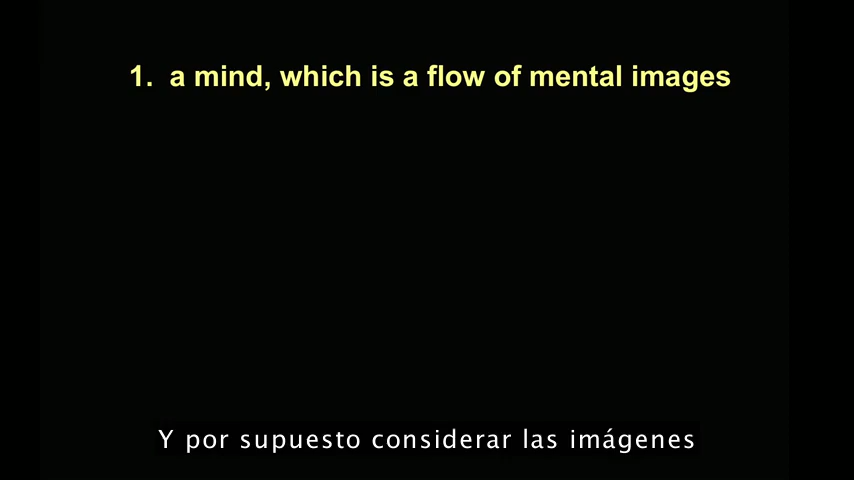 1. a mind, which is a flow of mental images
Y por supuesto considerar las imágenes